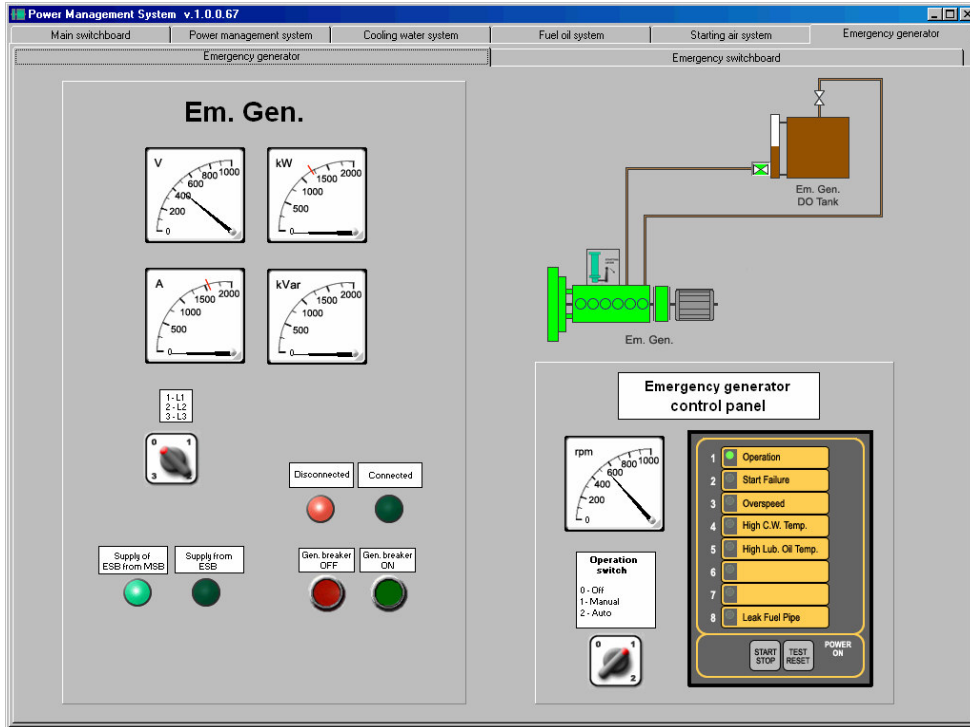 Power Management System v.1.0.0.67
Main switchboard
Power management system
Cooling water system
Fuel oil system
Starting air system
Emergency generator
Emergency generator
Emergency switchboard
Em. Gen.
V
0
200
400
600
800
1000
kW
0
500
1000
1500
2000
A
0
500
1000
1500
2000
kVar
0
500
1000
1500
2000
1 - L1
2 - L2
3 - L3
0
1
3
Disconnected
Connected
Supply of
ESB from MSB
Supply from
ESB
Gen. breaker
OFF
Gen. breaker
ON
Em. Gen.
DO Tank
Em. Gen.
Emergency generator
control panel
rpm
0
200
400
600
800
1000
Operation
switch
0 - Off
1 - Manual
2 - Auto
0
1
2
1 Operation
2 Start Failure
3 Overspeed
4 High C.W. Temp.
5 High Lub. Oil Temp.
6
7
8 Leak Fuel Pipe
START
STOP
TEST
RESET
POWER
ON